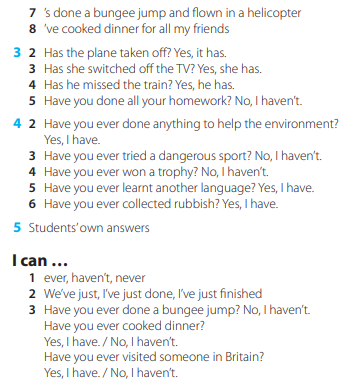 7 ’s done a bungee jump and flown in a helicopter
8 ’ve cooked dinner for all my friends
3 2 Has the plane taken off? Yes, it has.
3 Has she switched off the TV? Yes, she has.
4 Has he missed the train? Yes, he has.
5 Have you done all your homework? No, I haven’t.
4 2 Have you ever done anything to help the environment?
Yes, I have.
3 Have you ever tried a dangerous sport? No, I haven’t.
4 Have you ever won a trophy? No, I haven’t.
5 Have you ever learnt another language? Yes, I have.
6 Have you ever collected rubbish? Yes, I have.
5 Students’ own answers
I can …
1 ever, haven’t, never
2 We’ve just, I’ve just done, I’ve just finished
3 Have you ever done a bungee jump? No, I haven’t.
Have you ever cooked dinner?
Yes, I have. / No, I haven’t.
Have you ever visited someone in Britain?
Yes, I have. / No, I haven’t.